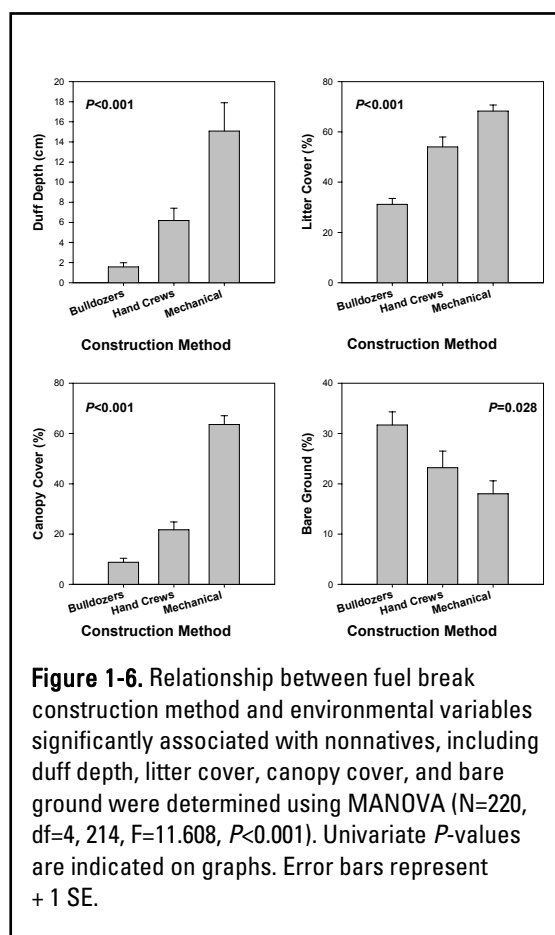 P<0.001
20
18
16
14
12
10
8
6
4
2
0
Duff Depth (cm)
Bulldozers
Hand Crews
Mechanical
Construction Method
P<0.001
80
60
40
20
0
Litter Cover (%)
Bulldozers
Hand Crews
Mechanical
Construction Method
P<0.001
80
60
40
20
0
Canopy Cover (%)
Bulldozers
Hand Crews
Mechanical
Construction Method
P=0.028
40
30
20
10
0
Bare Ground (%)
Bulldozers
Hand Crews
Mechanical
Construction Method
Figure 1-6. Relationship between fuel break
construction method and environmental variables
significantly associated with nonnatives, including
duff depth, litter cover, canopy cover, and bare
ground were determined using MANOVA (N=220,
df=4, 214, F=11.608, P<0.001). Univariate P-values
are indicated on graphs. Error bars represent
+ 1 SE.